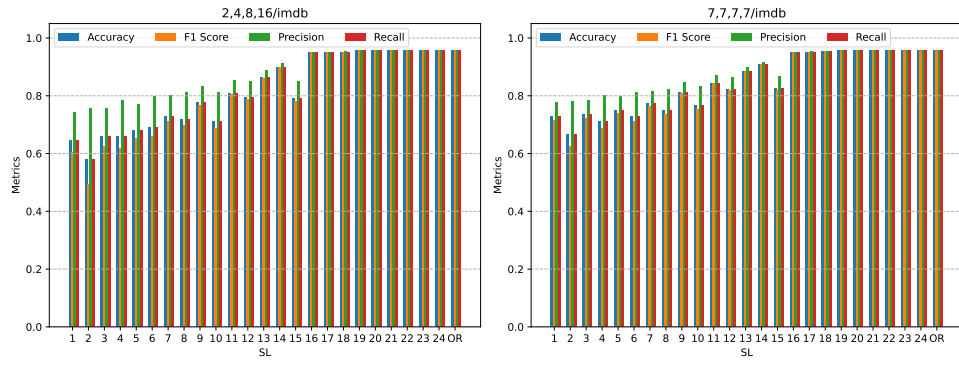 2,4,8,16/imdb
Accuracy F1 Score Precision Recall
1.0
0.8
0.6
0.4
0.2
0.0
Metrics
1 2 3 4 5 6 7 8 9 10 11 12 13 14 15 16 17 18 19 20 21 22 23 24 OR
SL
7,7,7,7/imdb
Accuracy F1 Score Precision Recall
1.0
0.8
0.6
0.4
0.2
0.0
Metrics
1 2 3 4 5 6 7 8 9 10 11 12 13 14 15 16 17 18 19 20 21 22 23 24 OR
SL